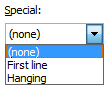 Special:
(none)
(none)
First line
Hanging